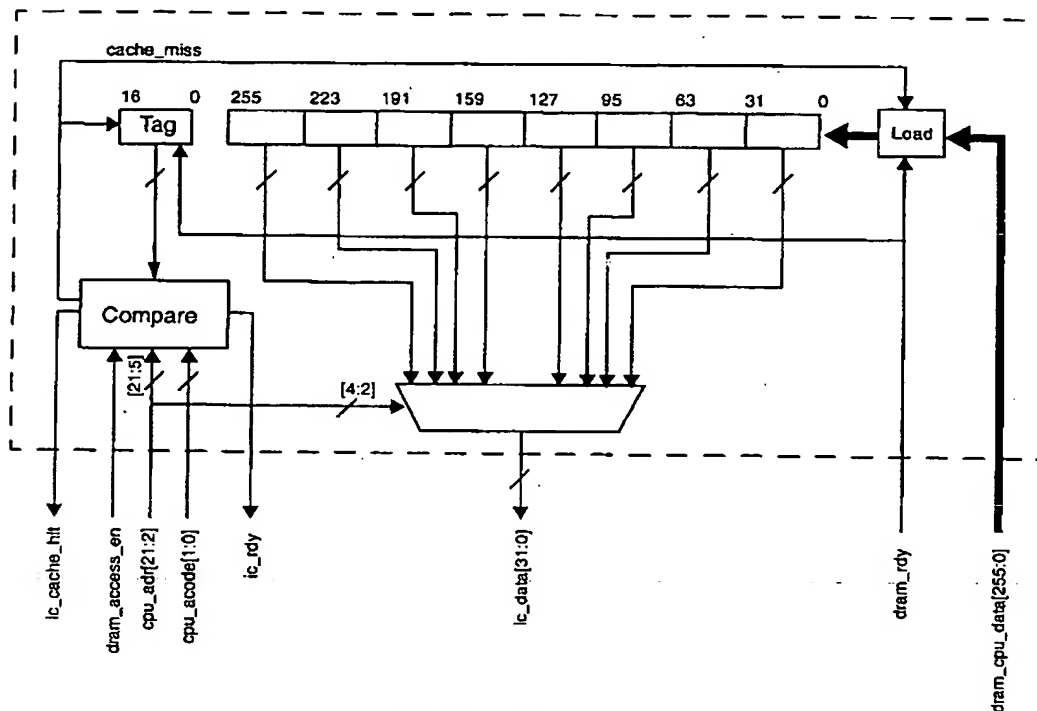 cache_miss
16 0 255 223 191 159 127 95 63 31 0
Tag
Load
Compare
[21:5]
[4:2]
ic_cache_hit
dram_access_en
cpu_adr[21:2]
cpu_acode[1:0]
ic_rdy
ic_data[31:0]
dram_rdy
dram_cpu_data[255:0]